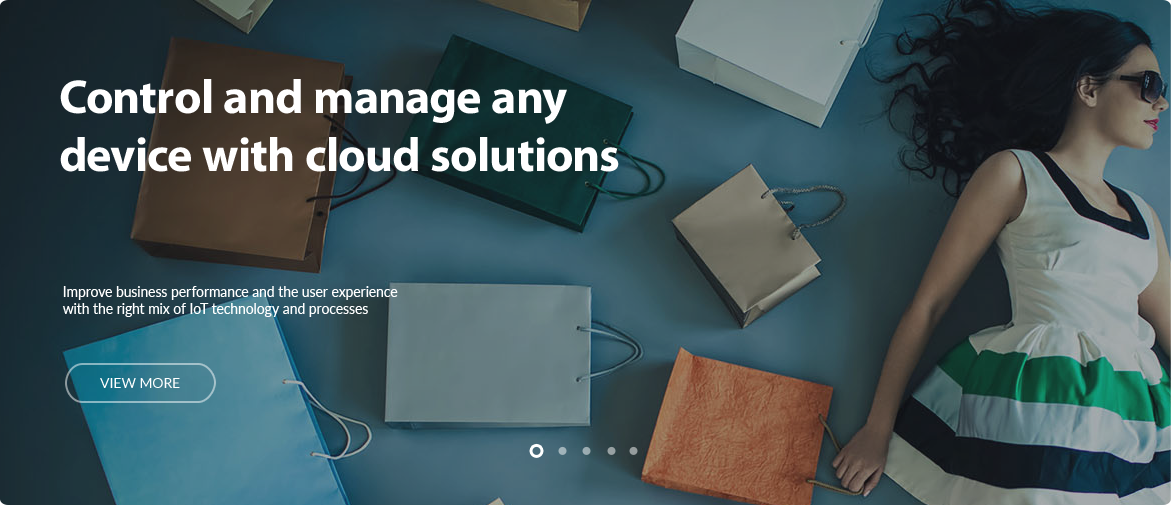 Control and manage any
device with cloud solutions
Improve business performance and the user experience
with the right mix of IoT technology and processes
VIEW MORE